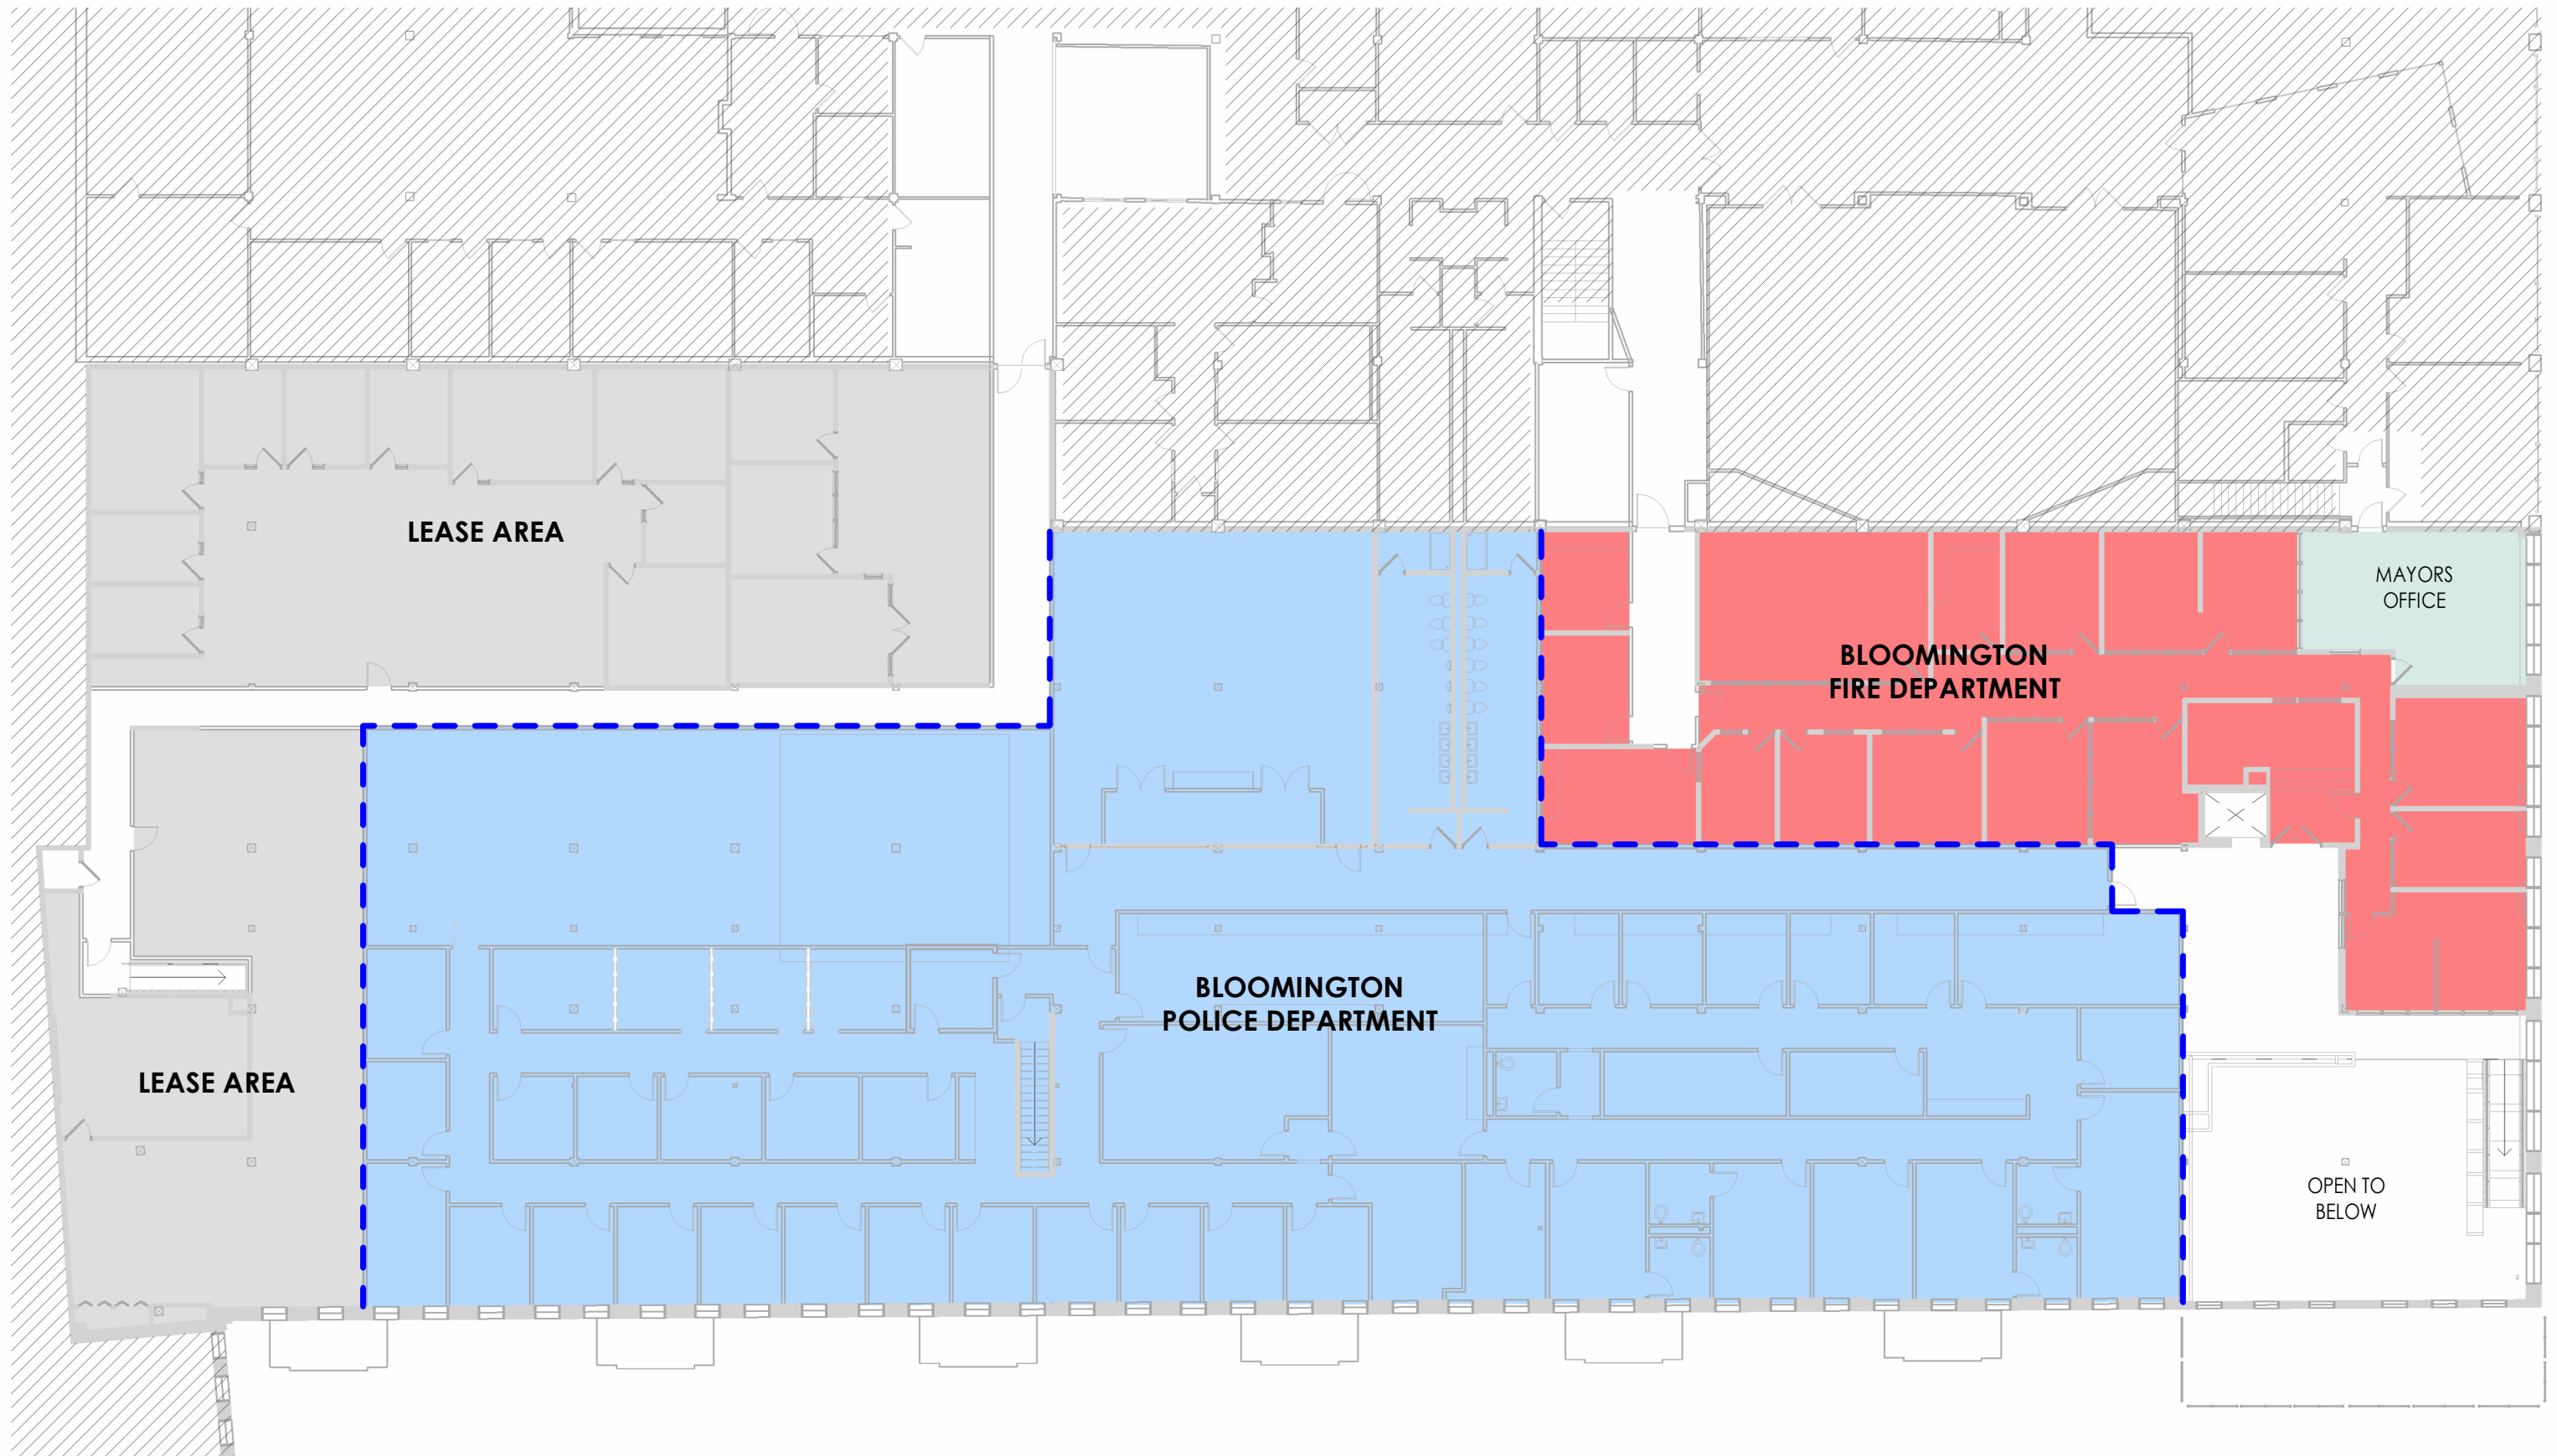 LEASE AREA
MAYORS
OFFICE
BLOOMINGTON
FIRE DEPARTMENT
BLOOMINGTON
POLICE DEPARTMENT
LEASE AREA
OPEN TO
BELOW